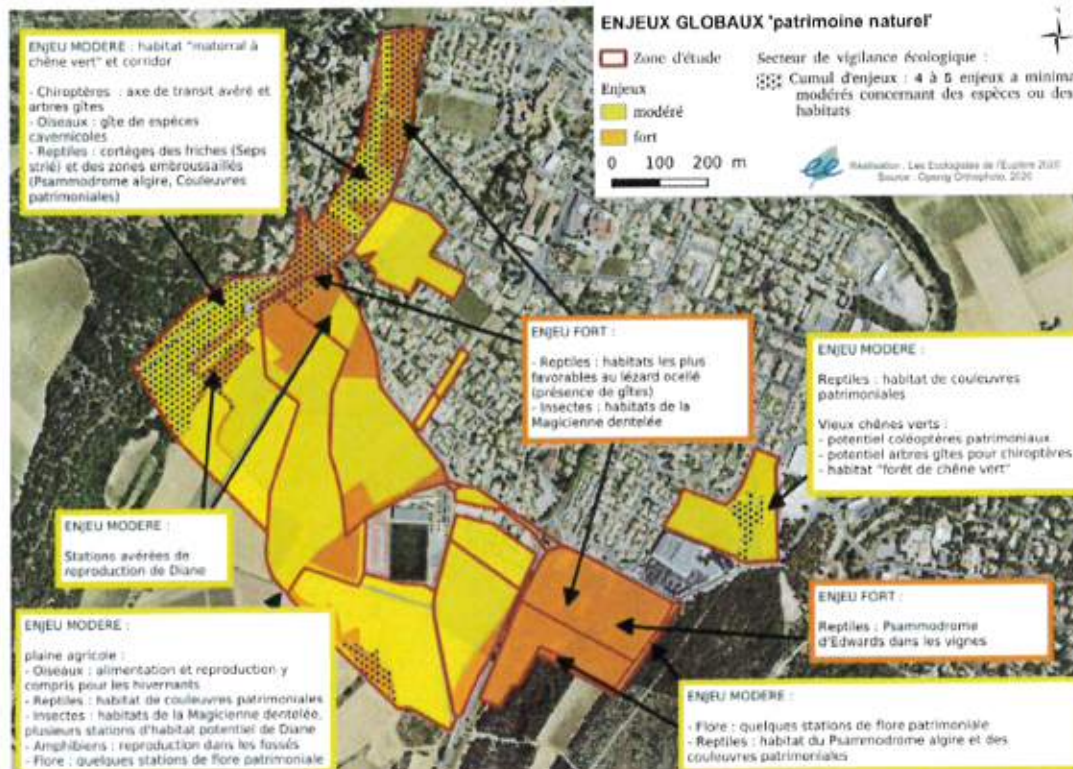 ENJEUX GLOBAUX 'patrimoine naturel'
Zone d'étude
Enjeux
modéré
fort
0 100 200 m
Secteur de vigilance écologique :
Cumul d'enjeux : 4 à 5 enjeux a minima
modérés concernant des espèces ou des
habitats
Réalisation : Les Ecologistes de l'Euzière 2020
Source : Openig Orthophoto, 2020
ENJEU MODERE : habitat "matorral à
chêne vert" et corridor
- Chiroptères : axe de transit avéré et
arbres gîtes
- Oiseaux : gîte de espèces
cavernicoles
- Reptiles : cortèges des friches (Seps
strié) et des zones embroussaillés
(Psammodrome algire, Couleuvres
patrimoniales)
ENJEU FORT :
- Reptiles : habitats les plus
favorables au lézard ocellé
(présence de gîtes)
- Insectes : habitats de la
Magicienne dentelée
ENJEU MODERE :
Reptiles : habitat de couleuvres
patrimoniales
Vieux chênes verts :
- potentiel coléoptères patrimoniaux
- potentiel arbres gîtes pour chiroptères
- habitat "forêt de chêne vert"
ENJEU MODERE :
Stations avérées de
reproduction de Diane
ENJEU FORT :
Reptiles : Psammodrome
d'Edwards dans les vignes
ENJEU MODERE :
plaine agricole :
- Oiseaux : alimentation et reproduction y
compris pour les hivernants
- Reptiles : habitat de couleuvres patrimoniales
- Insectes : habitats de la Magicienne dentelée,
plusieurs stations d'habitat potentiel de Diane
- Amphibiens : reproduction dans les fossés
- Flore : quelques stations de flore patrimoniale
ENJEU MODERE :
- Flore : quelques stations de flore patrimoniale
- Reptiles : habitat du Psammodrome algire et des
couleuvres patrimoniales